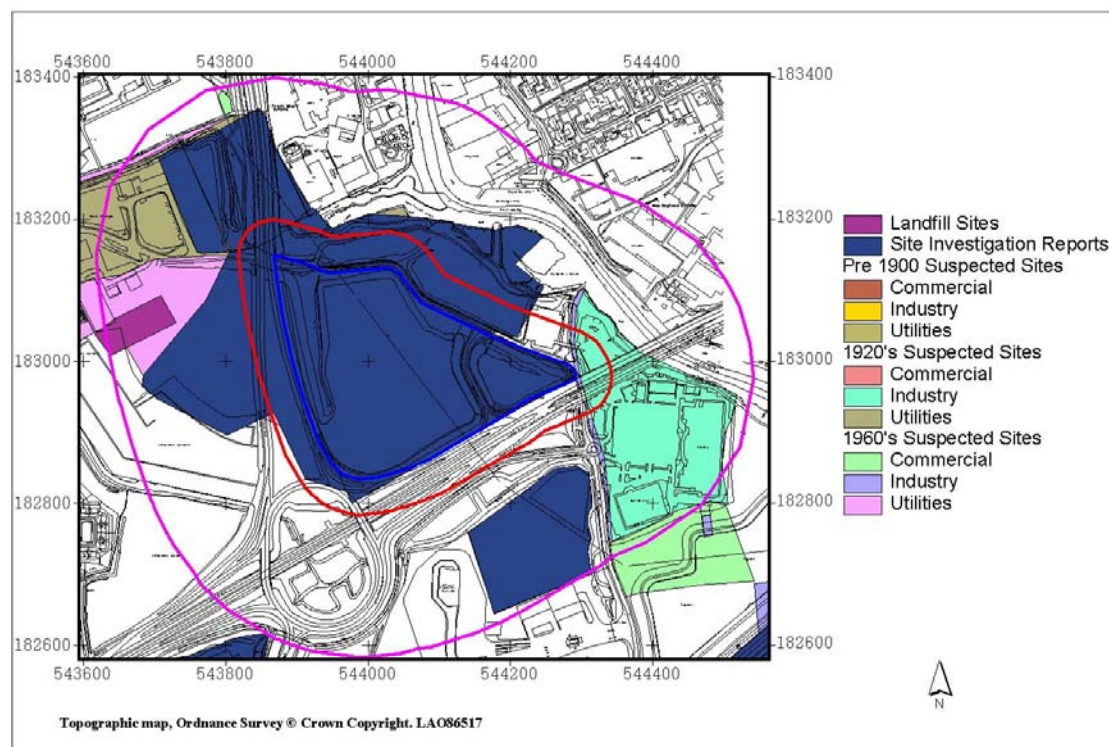 543600 543800 544000 544200 544400
183400 183400
183200 183200
183000 183000
182800 182800
182600 182600
543600 543800 544000 544200 544400
Landfill Sites
Site Investigation Reports
Pre 1900 Suspected Sites
Commercial
Industry
Utilities
1920's Suspected Sites
Commercial
Industry
Utilities
1960's Suspected Sites
Commercial
Industry
Utilities
N
Topographic map, Ordnance Survey © Crown Copyright. LAO86517